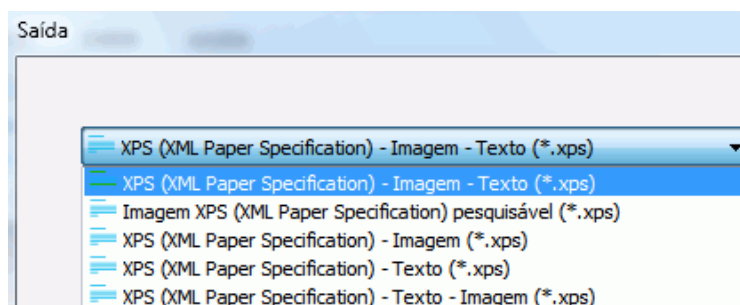 Saída
XPS (XML Paper Specification) - Imagem - Texto (*.xps)
XPS (XML Paper Specification) - Imagem - Texto (*.xps)
Imagem XPS (XML Paper Specification) pesquisável (*.xps)
XPS (XML Paper Specification) - Imagem (*.xps)
XPS (XML Paper Specification) - Texto (*.xps)
XPS (XML Paper Specification) - Texto - Imagem (*.xps)